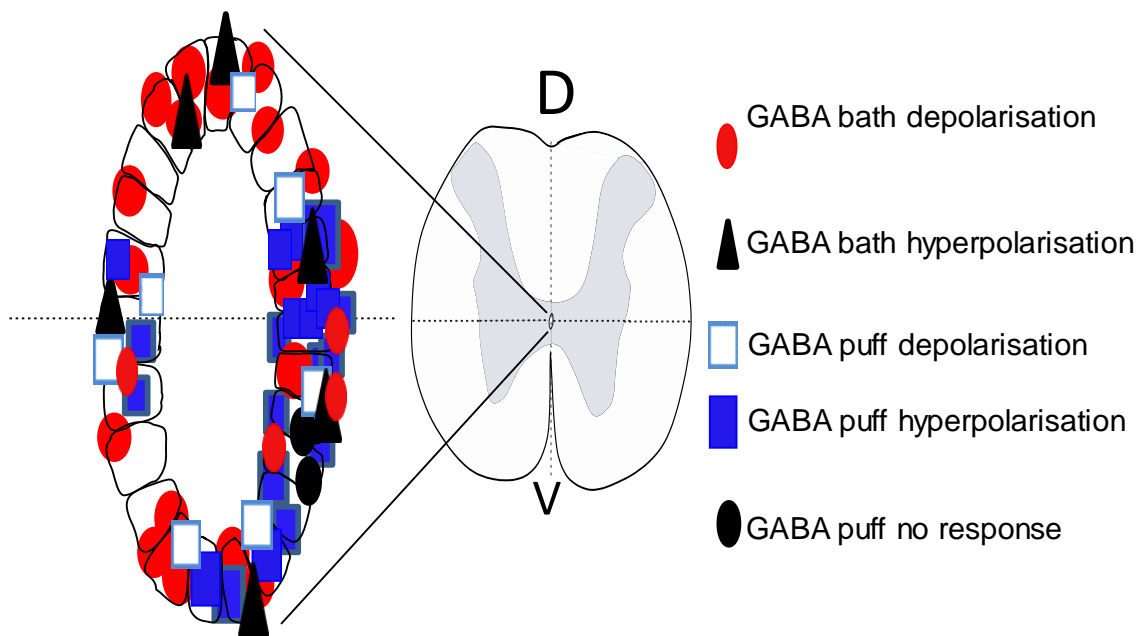 D
V
GABA bath depolarisation
GABA bath hyperpolarisation
GABA puff depolarisation
GABA puff hyperpolarisation
GABA puff no response